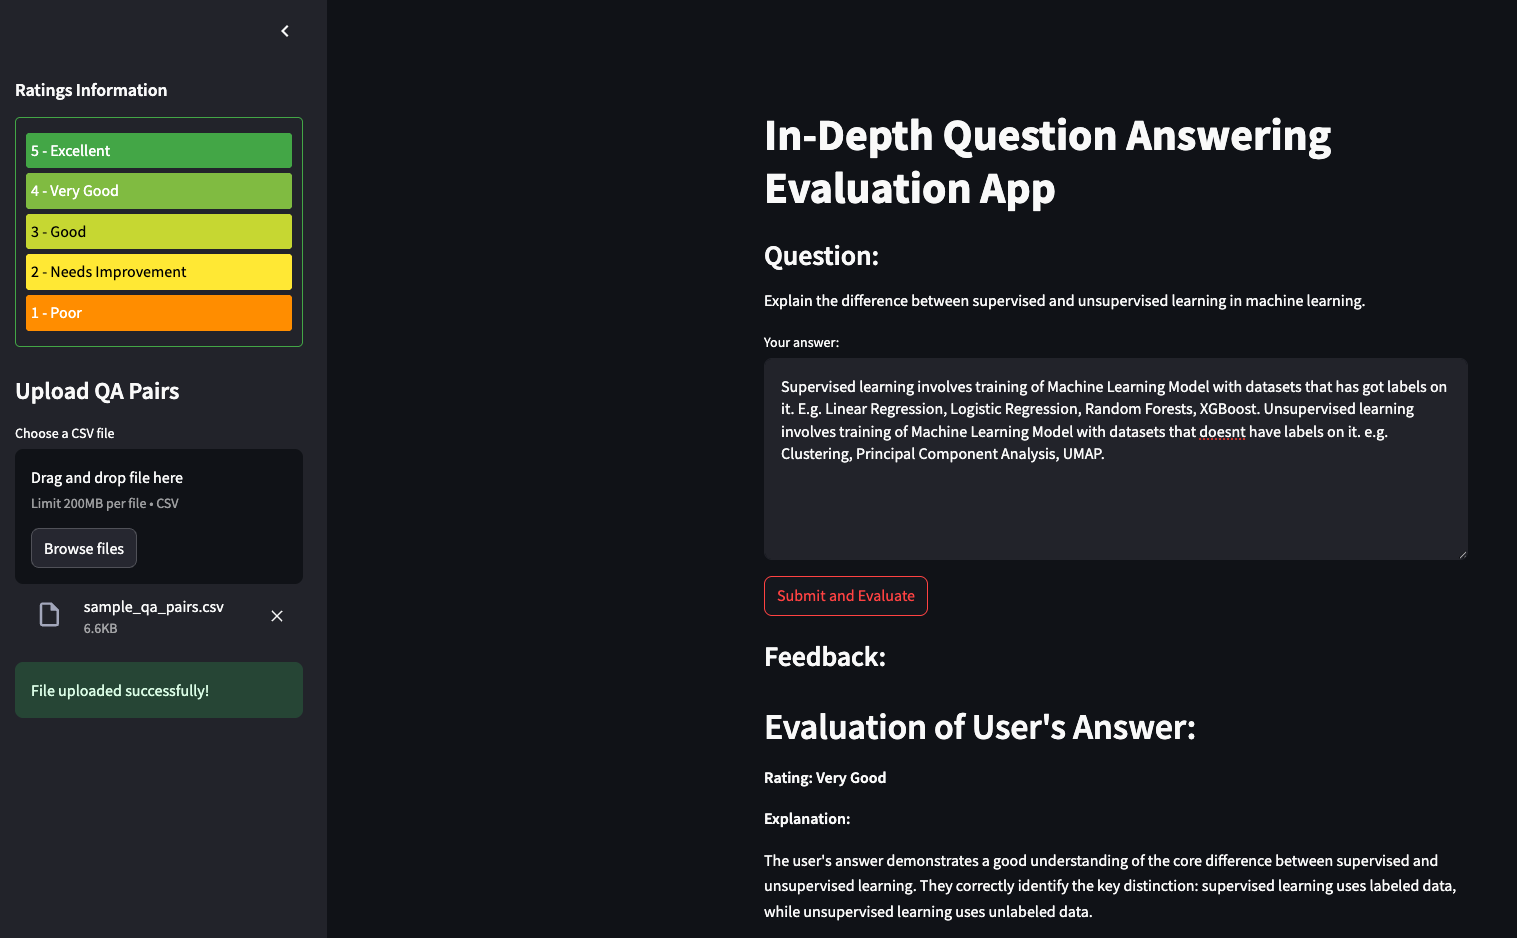 Ratings Information
5 - Excellent
4 - Very Good
3 - Good
2 - Needs Improvement
1 - Poor
Upload QA Pairs
Choose a CSV file
Drag and drop file here
Limit 200MB per file • CSV
Browse files
sample_qa_pairs.csv
6.6KB
File uploaded successfully!
In-Depth Question Answering
Evaluation App
Question:
Explain the difference between supervised and unsupervised learning in machine learning.
Your answer:
Supervised learning involves training of Machine Learning Model with datasets that has got labels on
it. E.g. Linear Regression, Logistic Regression, Random Forests, XGBoost. Unsupervised learning
involves training of Machine Learning Model with datasets that doesnt have labels on it. e.g.
Clustering, Principal Component Analysis, UMAP.
Submit and Evaluate
Feedback:
Evaluation of User's Answer:
Rating: Very Good
Explanation:
The user's answer demonstrates a good understanding of the core difference between supervised and
unsupervised learning. They correctly identify the key distinction: supervised learning uses labeled data,
while unsupervised learning uses unlabeled data.